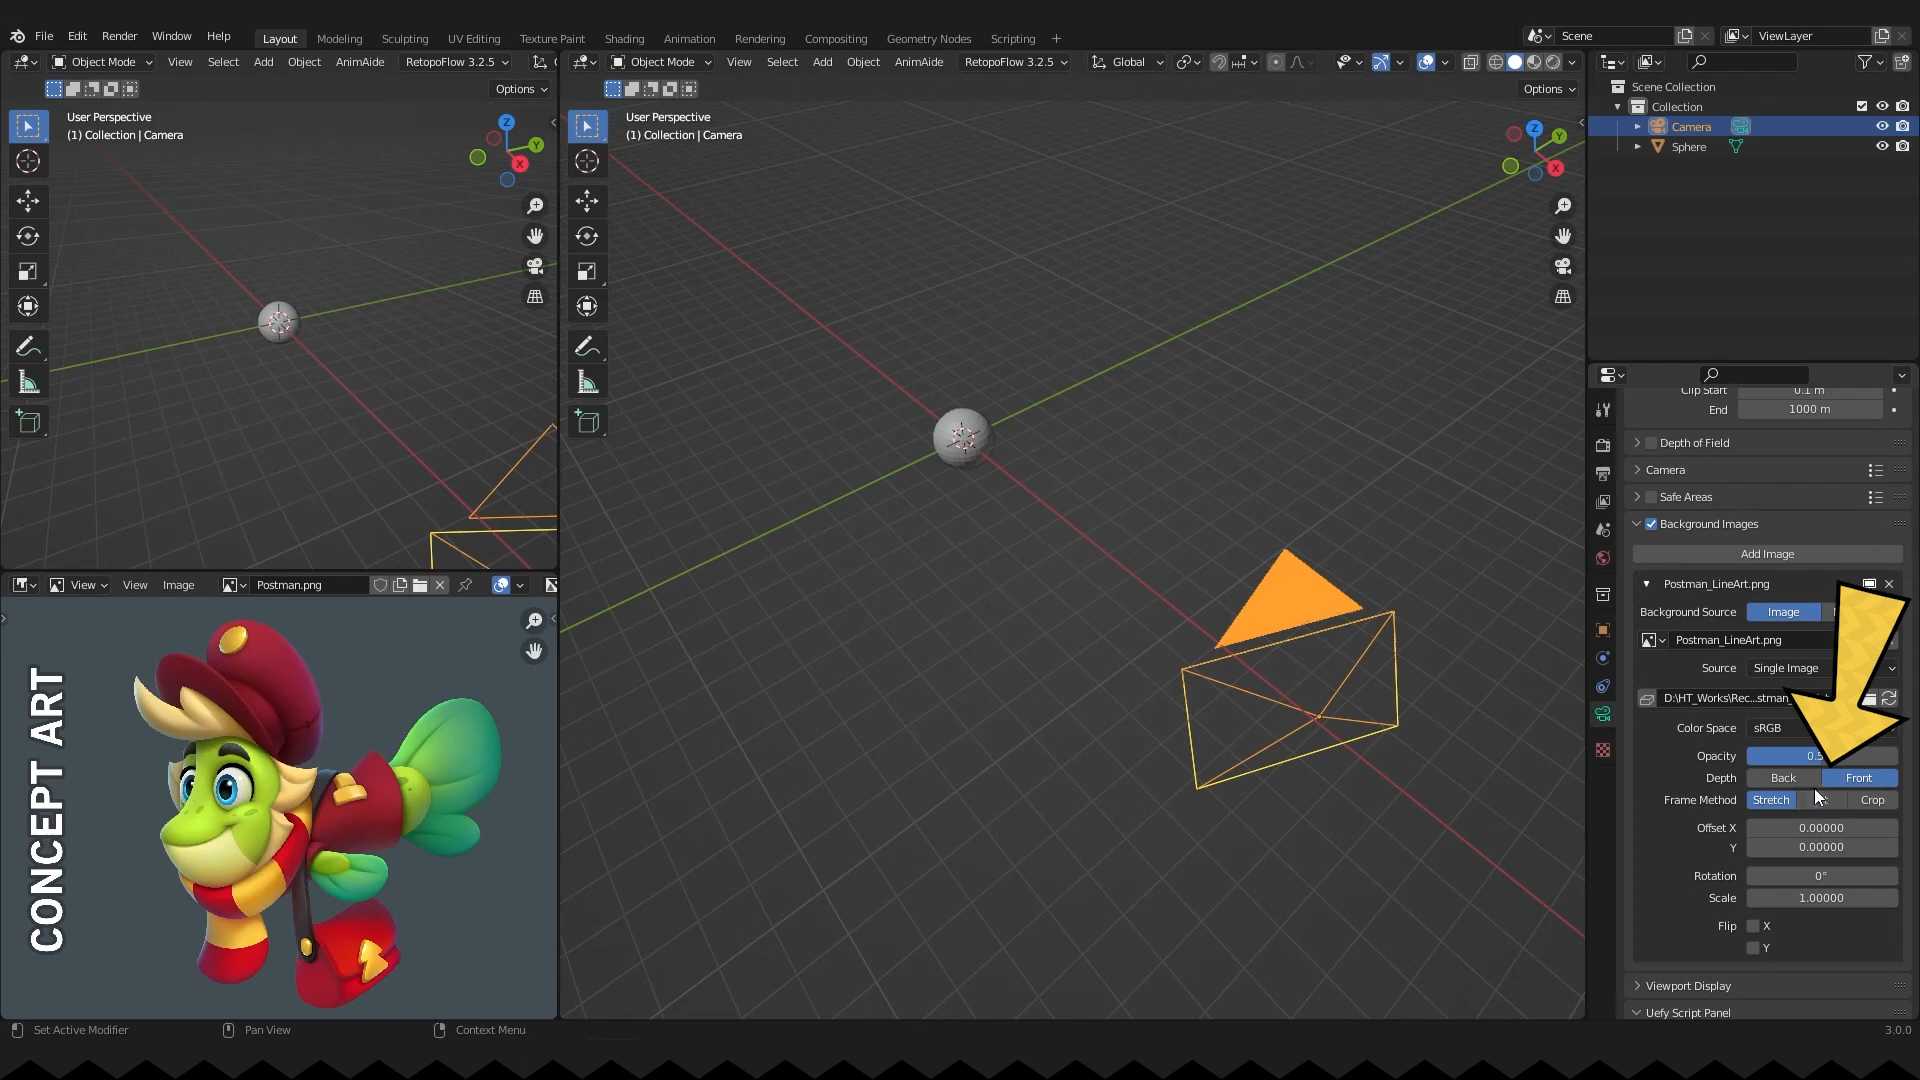 File Edit Render Window Help
Layout Modeling Sculpting UV Editing Texture Paint Shading Animation Rendering Compositing Geometry Nodes Scripting +
Scene
ViewLayer
Object Mode View Select Add Object AnimAide RetopoFlow 3.2.5
Options
User Perspective
(1) Collection | Camera
Z
Y
X
Object Mode View Select Add Object AnimAide RetopoFlow 3.2.5 Global
Options
User Perspective
(1) Collection | Camera
Z
Y
X
Scene Collection
Collection
Camera
Sphere
Clip Start 0.1 m
End 1000 m
Depth of Field
Camera
Safe Areas
Background Images
Add Image
Postman_LineArt.png
Background Source Image
Postman_LineArt.png
Source Single Image
D:\HT_Works\Rec...stman_
Color Space sRGB
Opacity
Depth Back Front
Frame Method Stretch Crop
Offset X 0.00000
Y 0.00000
Rotation 0°
Scale 1.00000
Flip X
Y
Viewport Display
Uefy Script Panel
View View Image Postman.png
CONCEPT ART
Set Active Modifier
Pan View
Context Menu
3.0.0